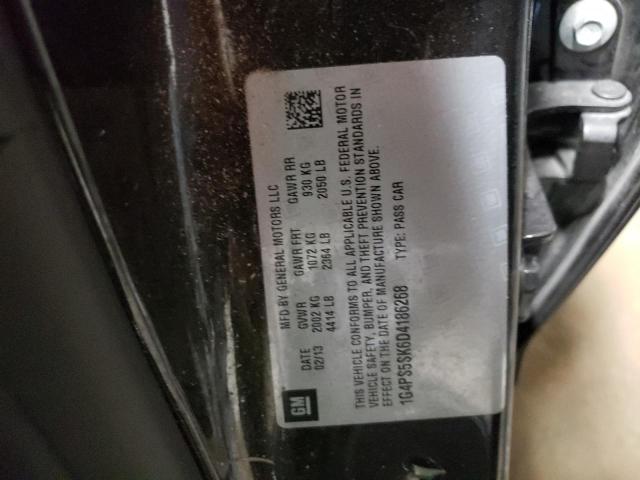 GM
MFD BY GENERAL MOTORS LLC
DATE GVWR GAWR FRT GAWR RR
02/13 2002 KG 1072 KG 930 KG
4414 LB 2364 LB 2050 LB
THIS VEHICLE CONFORMS TO ALL APPLICABLE U.S. FEDERAL MOTOR
VEHICLE SAFETY, BUMPER, AND THEFT PREVENTION STANDARDS IN
EFFECT ON THE DATE OF MANUFACTURE SHOWN ABOVE.
1G4PS5SK6D4186268 TYPE: PASS CAR